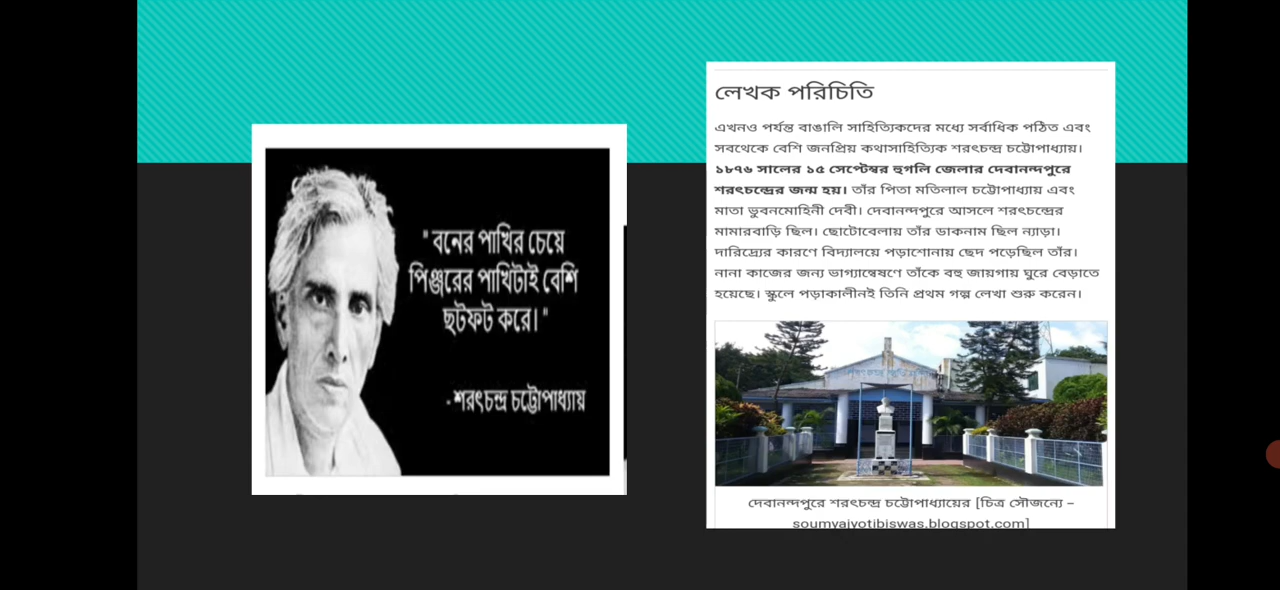 " বনের পাখির চেয়ে
পিঞ্জরের পাখিটাই বেশি
ছটফট করে। "
- শরৎচন্দ্র চট্টোপাধ্যায়
লেখক পরিচিতি
এখনও পর্যন্ত বাঙালি সাহিত্যিকদের মধ্যে সর্বাধিক পঠিত এবং
সবথেকে বেশি জনপ্রিয় কথাসাহিত্যিক শরৎচন্দ্র চট্টোপাধ্যায়।
১৮৭৬ সালের ১৫ সেপ্টেম্বর হুগলি জেলার দেবানন্দপুরে
শরৎচন্দ্রের জন্ম হয়। তাঁর পিতা মতিলাল চট্টোপাধ্যায় এবং
মাতা ভুবনমোহিনী দেবী। দেবানন্দপুরে আসলে শরৎচন্দ্রের
মামারবাড়ি ছিল। ছোটোবেলায় তাঁর ডাকনাম ছিল ন্যাড়া।
দারিদ্র্যের কারণে বিদ্যালয়ে পড়াশোনায় ছেদ পড়েছিল তাঁর।
নানা কাজের জন্য ভাগ্যান্বেষণে তাঁকে বহু জায়গায় ঘুরে বেড়াতে
হয়েছে। স্কুলে পড়াকালীনই তিনি প্রথম গল্প লেখা শুরু করেন।
দেবানন্দপুরে শরৎচন্দ্র চট্টোপাধ্যায়ের [চিত্র সৌজন্যে –
soumyajyotibiswas.blogspot.com]